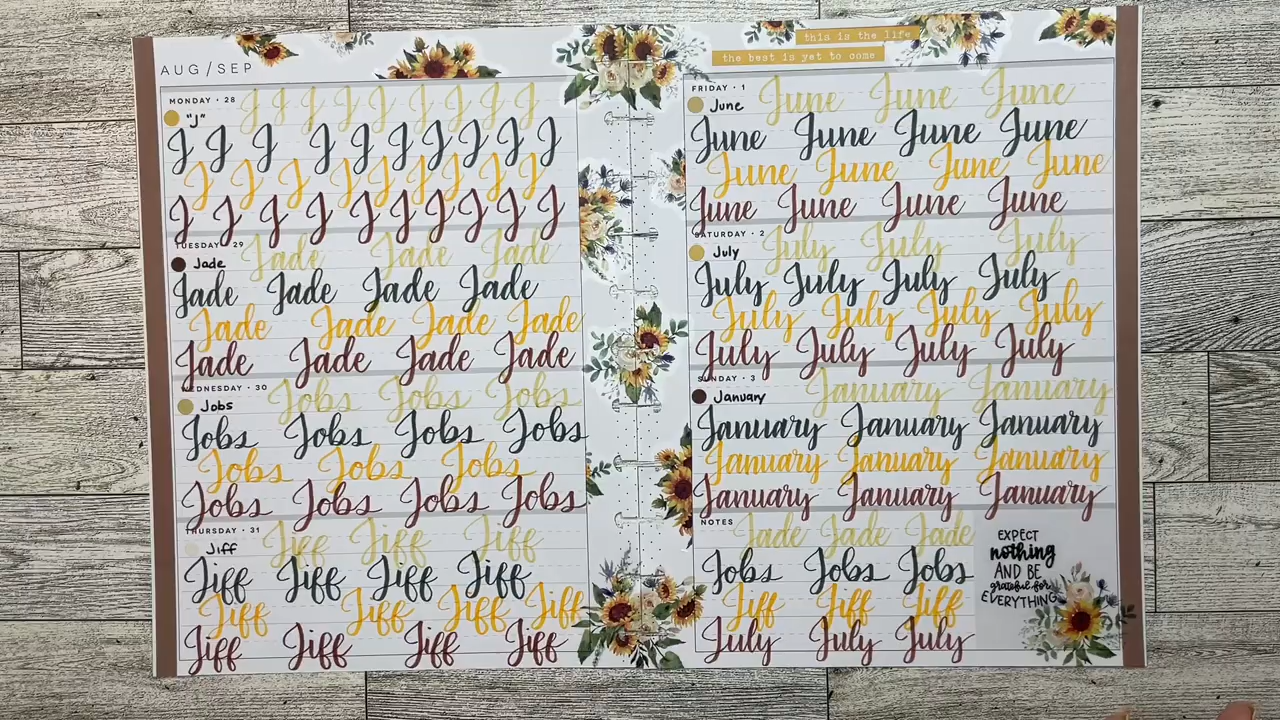 AUG/SEP
this is the life
the best is yet to come
MONDAY • 28
J J J J J J J J J
"J"
J J J J J J J J J J
J J J J J J J J J
J J J J J J J J J J
TUESDAY • 29
Jade Jade Jade
Jade
Jade Jade Jade Jade
Jade Jade Jade Jade
Jade Jade Jade Jade
WEDNESDAY • 30
Jobs Jobs Jobs
Jobs
Jobs Jobs Jobs Jobs
Jobs Jobs Jobs
Jobs Jobs Jobs Jobs
THURSDAY • 31
Jiff Jiff Jiff
Jiff
Jiff Jiff Jiff Jiff
Jiff Jiff Jiff Jiff
Jiff Jiff Jiff Jiff
FRIDAY • 1
June June June June
June June June June
June June June June
June June June June
SATURDAY • 2
July July July
July
July July July July
July July July July
July July July July
SUNDAY • 3
January January
January
January January January
January January January
January January January
NOTES
Jade Jade Jade
Jobs Jobs Jobs
Jiff Jiff Jiff
July July July
EXPECT
nothing
AND BE
grateful for
EVERYTHING